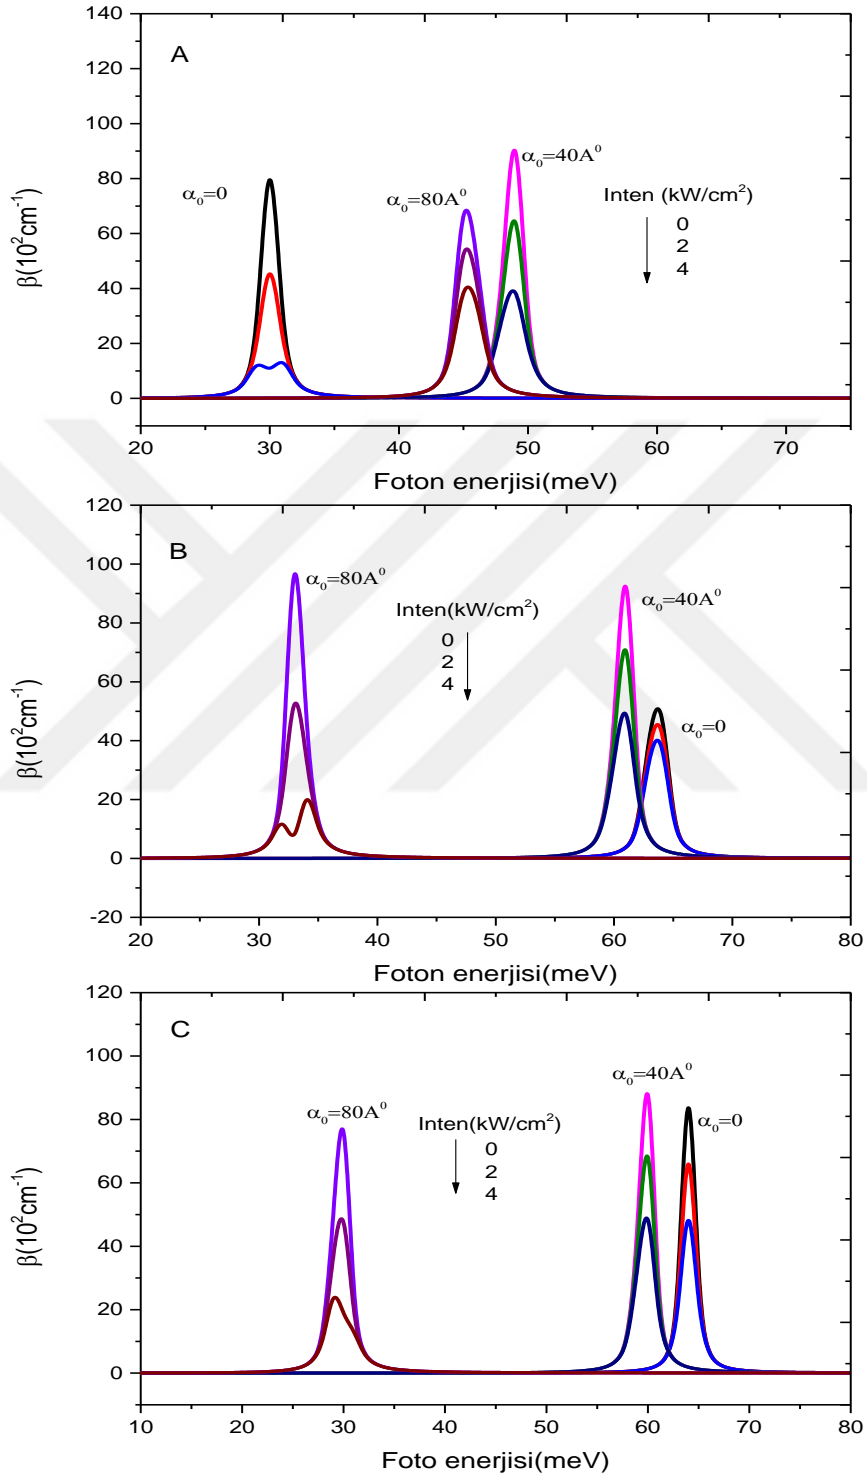 140
120
100
80
60
40
20
0
β(10²cm⁻¹)
A
α₀=0
α₀=80A⁰
α₀=40A⁰
Inten (kW/cm²)
0
2
4
20 30 40 50 60 70
Foton enerjisi(meV)
120
100
80
60
40
20
0
-20
β(10²cm⁻¹)
B
α₀=80A⁰
Inten(kW/cm²)
0
2
4
α₀=40A⁰
α₀=0
20 30 40 50 60 70 80
Foton enerjisi(meV)
120
100
80
60
40
20
0
β(10²cm⁻¹)
C
α₀=80A⁰
Inten(kW/cm²)
0
2
4
α₀=40A⁰
α₀=0
10 20 30 40 50 60 70 80
Foto enerjisi(meV)